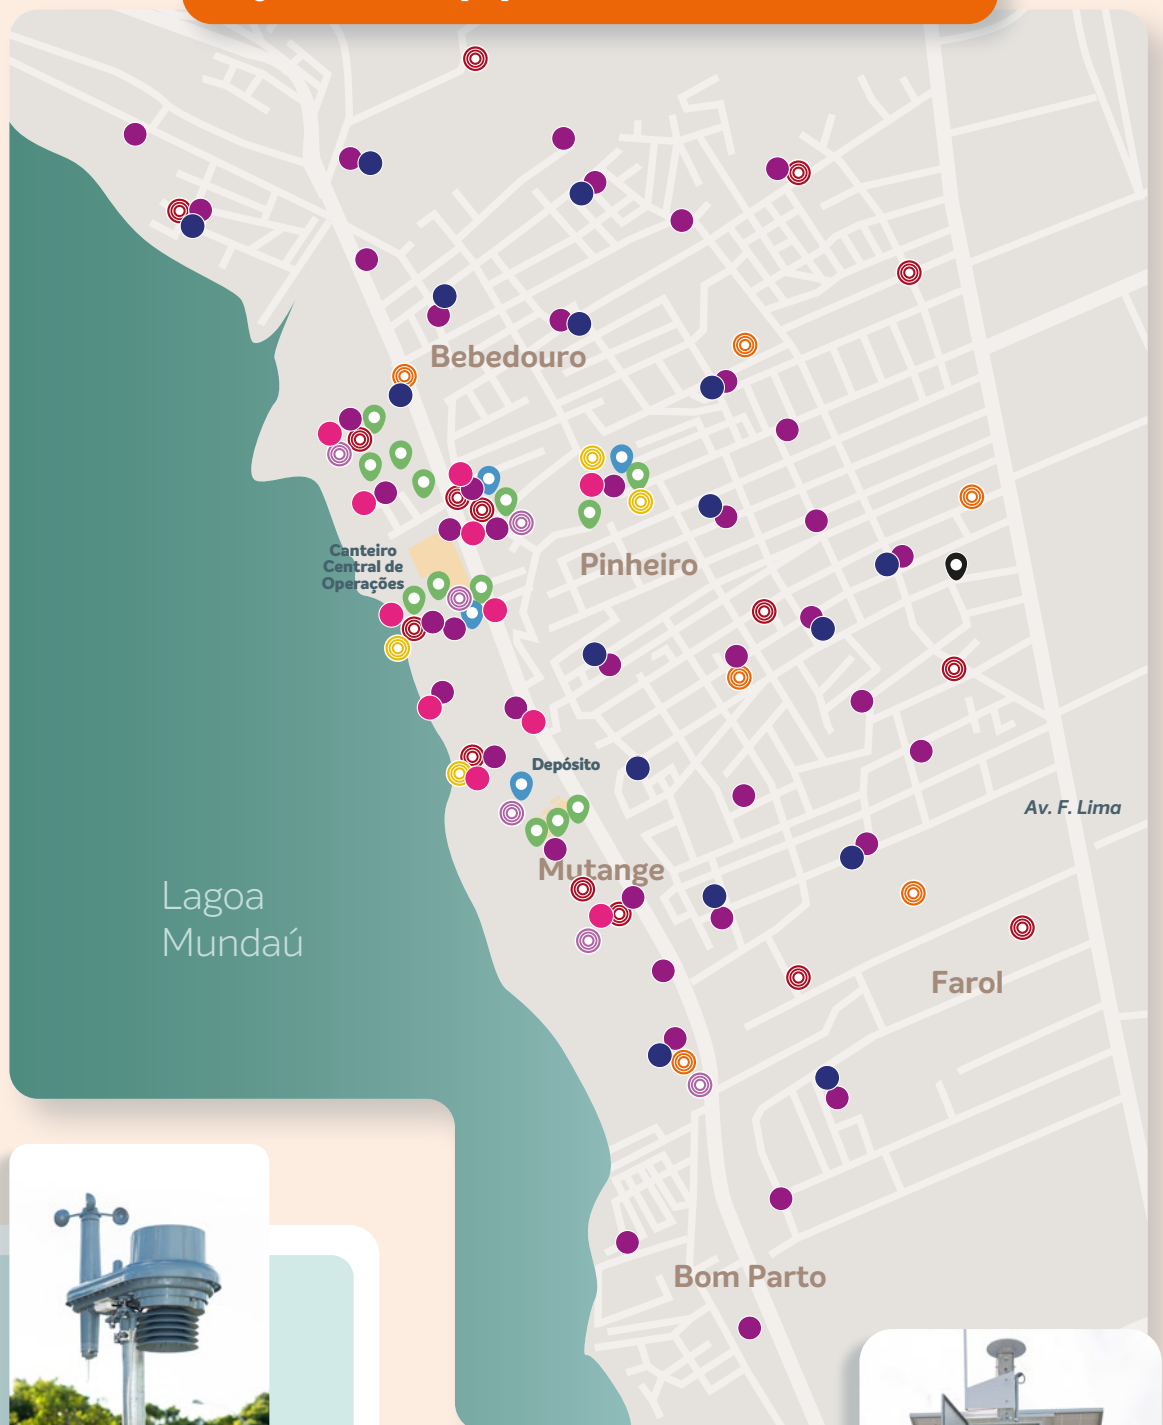 Bebedouro
Canteiro
Central de
Operações
Pinheiro
Depósito
Av. F. Lima
Mutange
Lagoa
Mundaú
Farol
Bom Parto